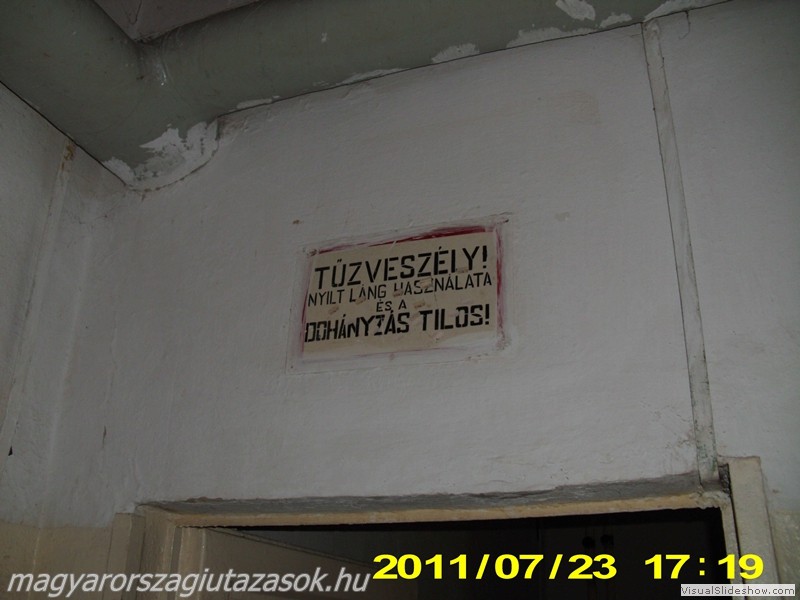 TŰZVESZÉLY!
NYILT LÁNG HASZNÁLATA
ÉS A
DOHÁNYZÁS TILOS!
magyarorszagiutazasok.hu
2011/07/23 17:19
VisualSlideshow.com